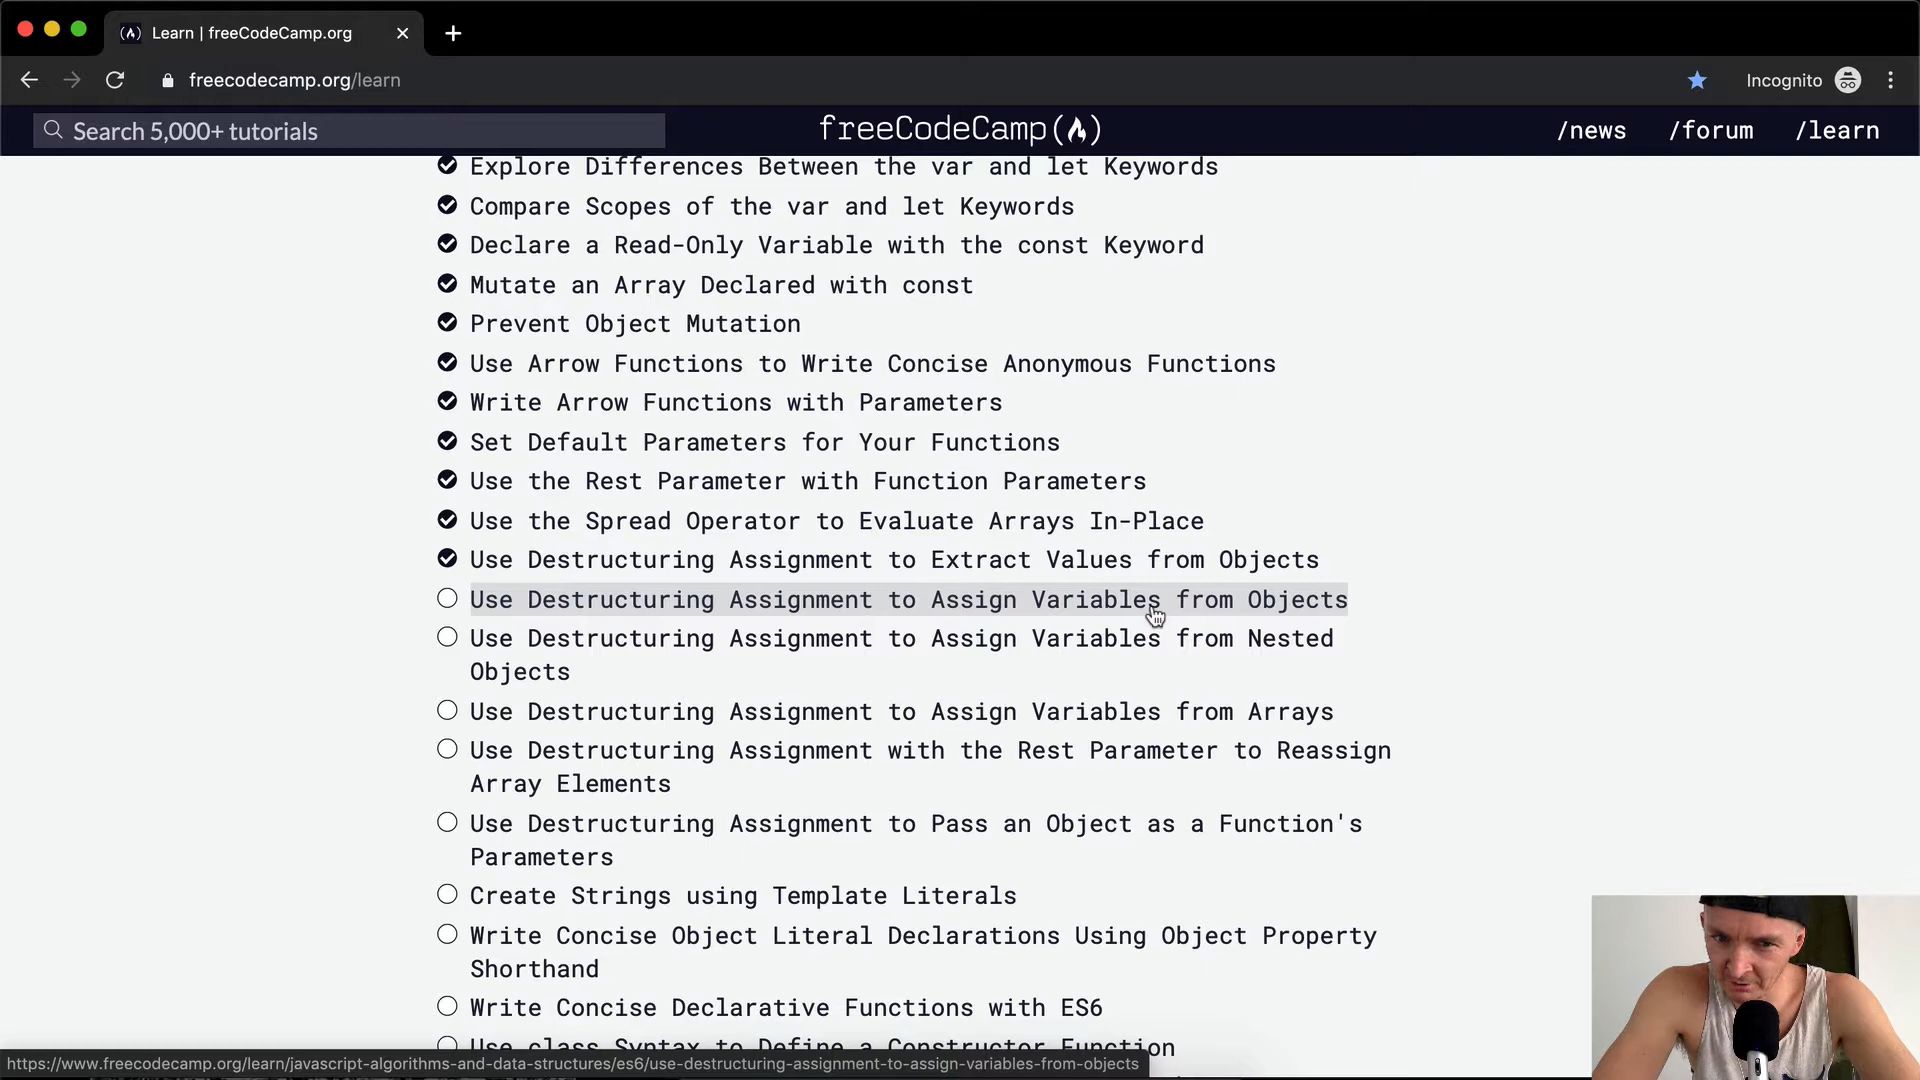 Learn | freeCodeCamp.org
freecodecamp.org/learn
Incognito
Search 5,000+ tutorials
freeCodeCamp
/news
/forum
/learn
Explore Differences Between the var and let Keywords
Compare Scopes of the var and let Keywords
Declare a Read-Only Variable with the const Keyword
Mutate an Array Declared with const
Prevent Object Mutation
Use Arrow Functions to Write Concise Anonymous Functions
Write Arrow Functions with Parameters
Set Default Parameters for Your Functions
Use the Rest Parameter with Function Parameters
Use the Spread Operator to Evaluate Arrays In-Place
Use Destructuring Assignment to Extract Values from Objects
Use Destructuring Assignment to Assign Variables from Objects
Use Destructuring Assignment to Assign Variables from Nested
Objects
Use Destructuring Assignment to Assign Variables from Arrays
Use Destructuring Assignment with the Rest Parameter to Reassign
Array Elements
Use Destructuring Assignment to Pass an Object as a Function's
Parameters
Create Strings using Template Literals
Write Concise Object Literal Declarations Using Object Property
Shorthand
Write Concise Declarative Functions with ES6
Use class Syntax to Define a Constructor Function
https://www.freecodecamp.org/learn/javascript-algorithms-and-data-structures/es6/use-destructuring-assignment-to-assign-variables-from-objects